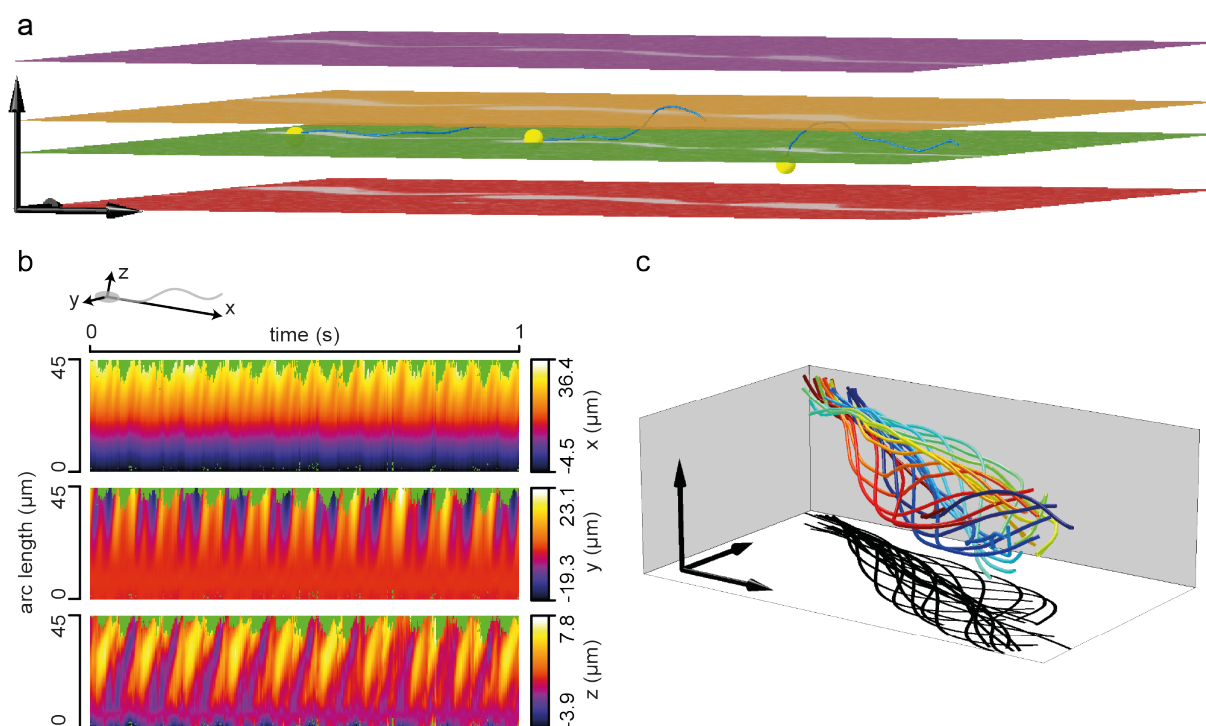 a
b
c
z
y
x
0 time (s) 1
45
0
36.4
-4.5
x (µm)
45
0
23.1
-19.3
y (µm)
45
0
7.8
-3.9
z (µm)
arc length (µm)